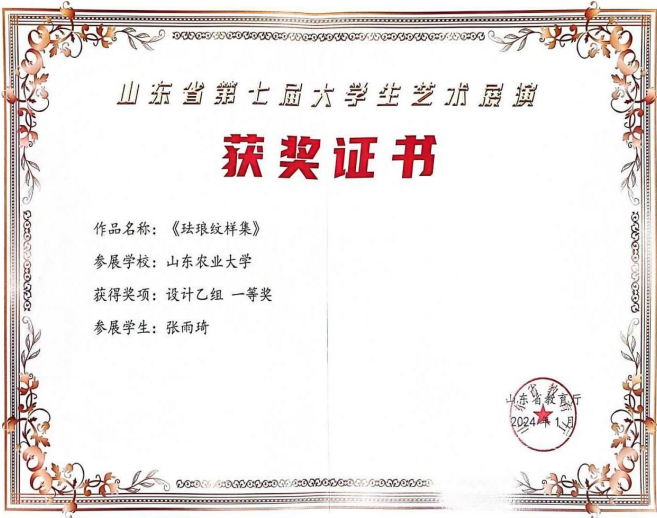 山东省第七届大学生艺术展演
获奖证书
作品名称：《珐琅纹样集》
参展学校：山东农业大学
获得奖项：设计乙组 一等奖
参展学生：张雨琦
山东省教育厅
2024年1月